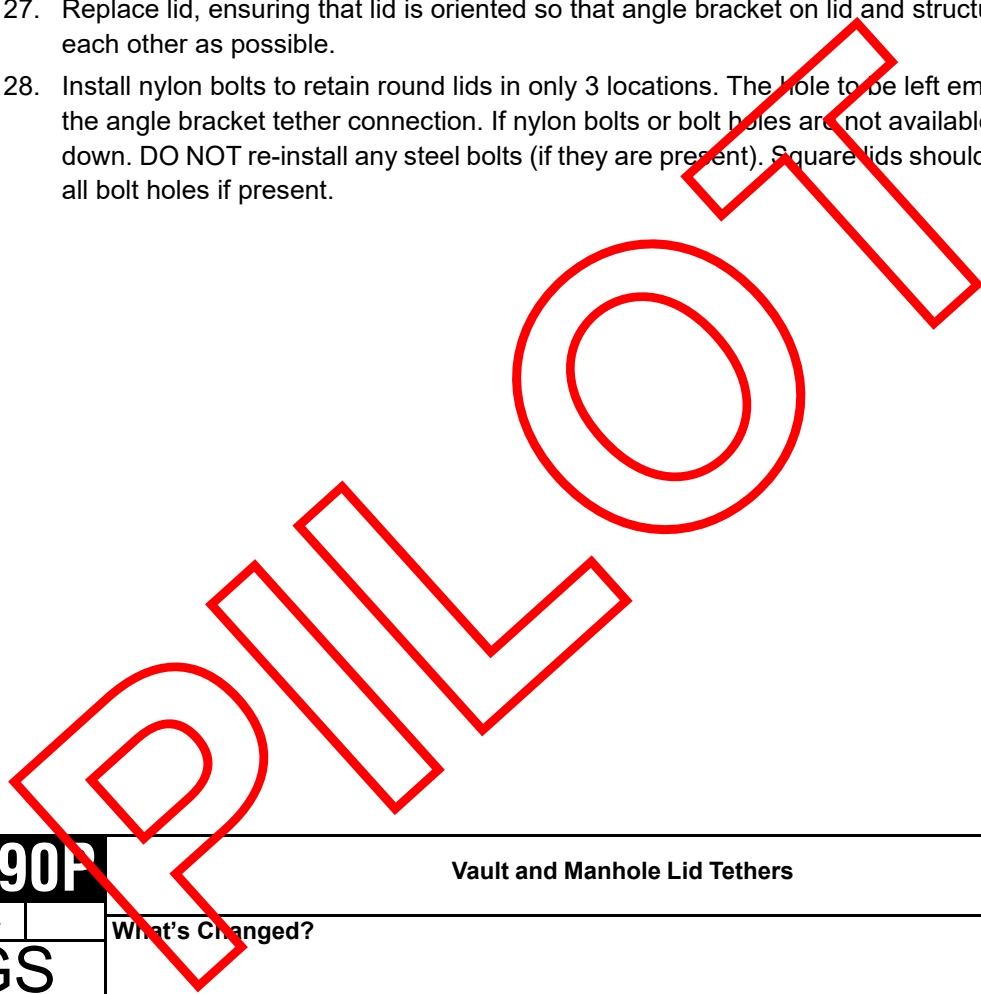 27. Replace lid, ensuring that lid is oriented so that angle bracket on lid and
each other as possible.
28. Install nylon bolts to retain round lids in only 3 locations. The hole to be left
the angle bracket tether connection. If nylon bolts or bolt holes are not
down. DO NOT re-install any steel bolts (if they are present). Square lids
all bolt holes if present.
PILOT
90P
Vault and Manhole Lid Tethers
What's Changed?
GS